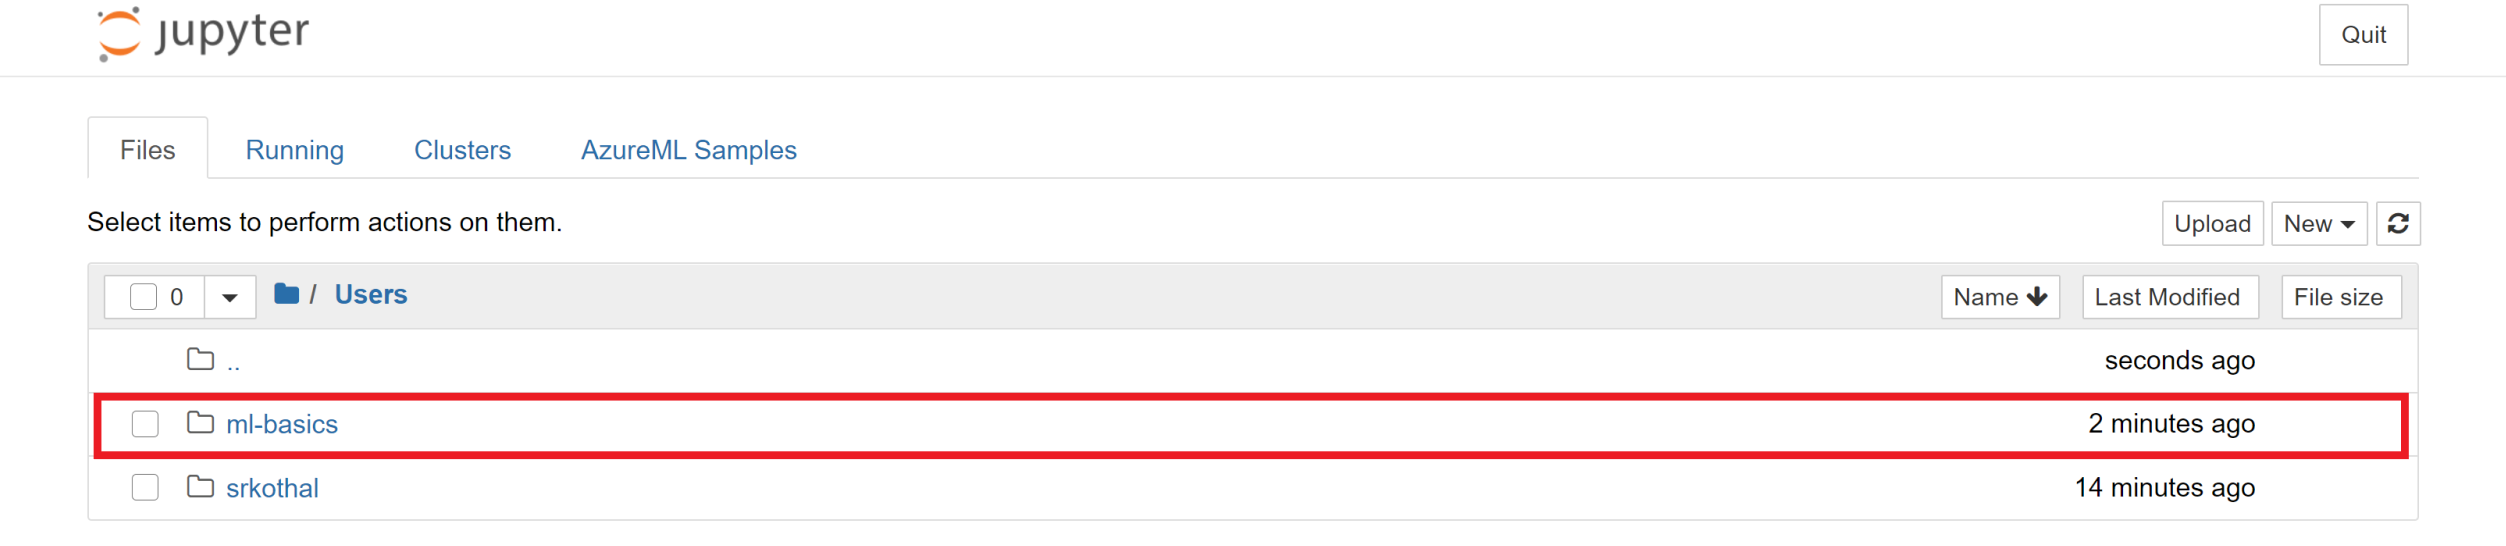 jupyter
Quit
Files Running Clusters AzureML Samples
Select items to perform actions on them.
Upload New
0 / Users Name Last Modified File size
.. seconds ago
ml-basics 2 minutes ago
srkothal 14 minutes ago